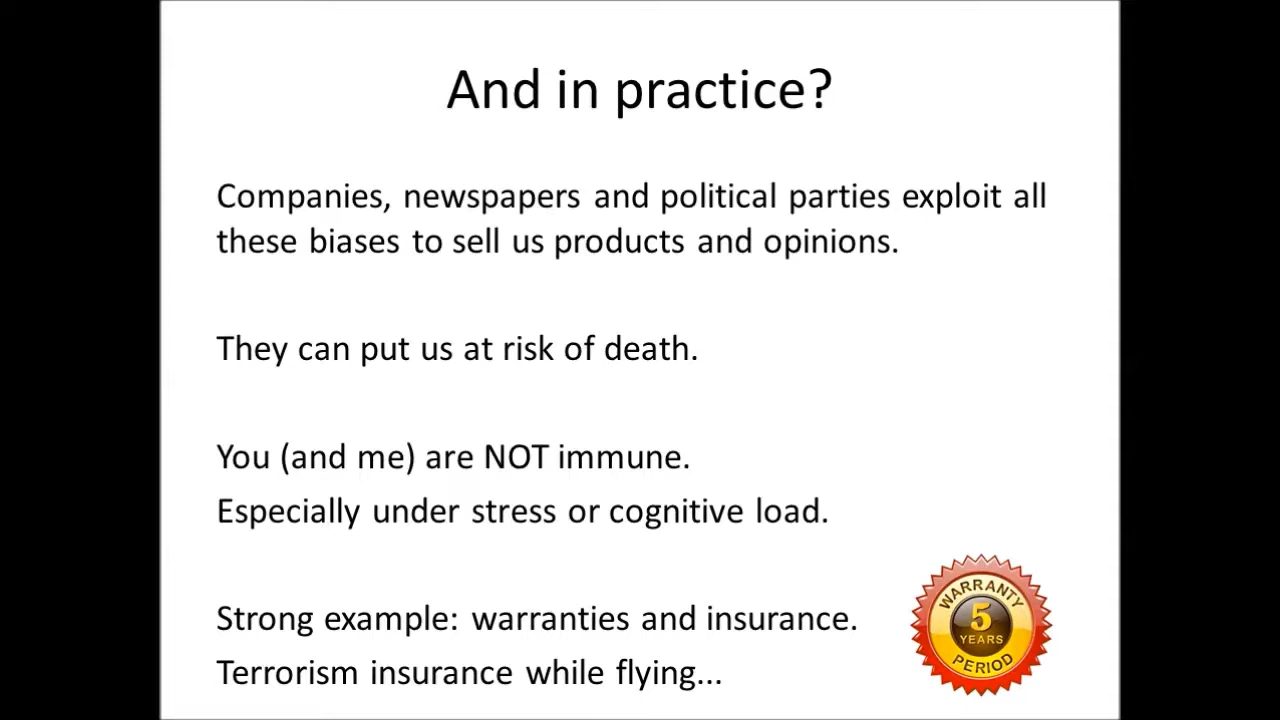 And in practice?
Companies, newspapers and political parties exploit all
these biases to sell us products and opinions.
They can put us at risk of death.
You (and me) are NOT immune.
Especially under stress or cognitive load.
Strong example: warranties and insurance.
Terrorism insurance while flying...
WARRANTY
5
YEARS
PERIOD